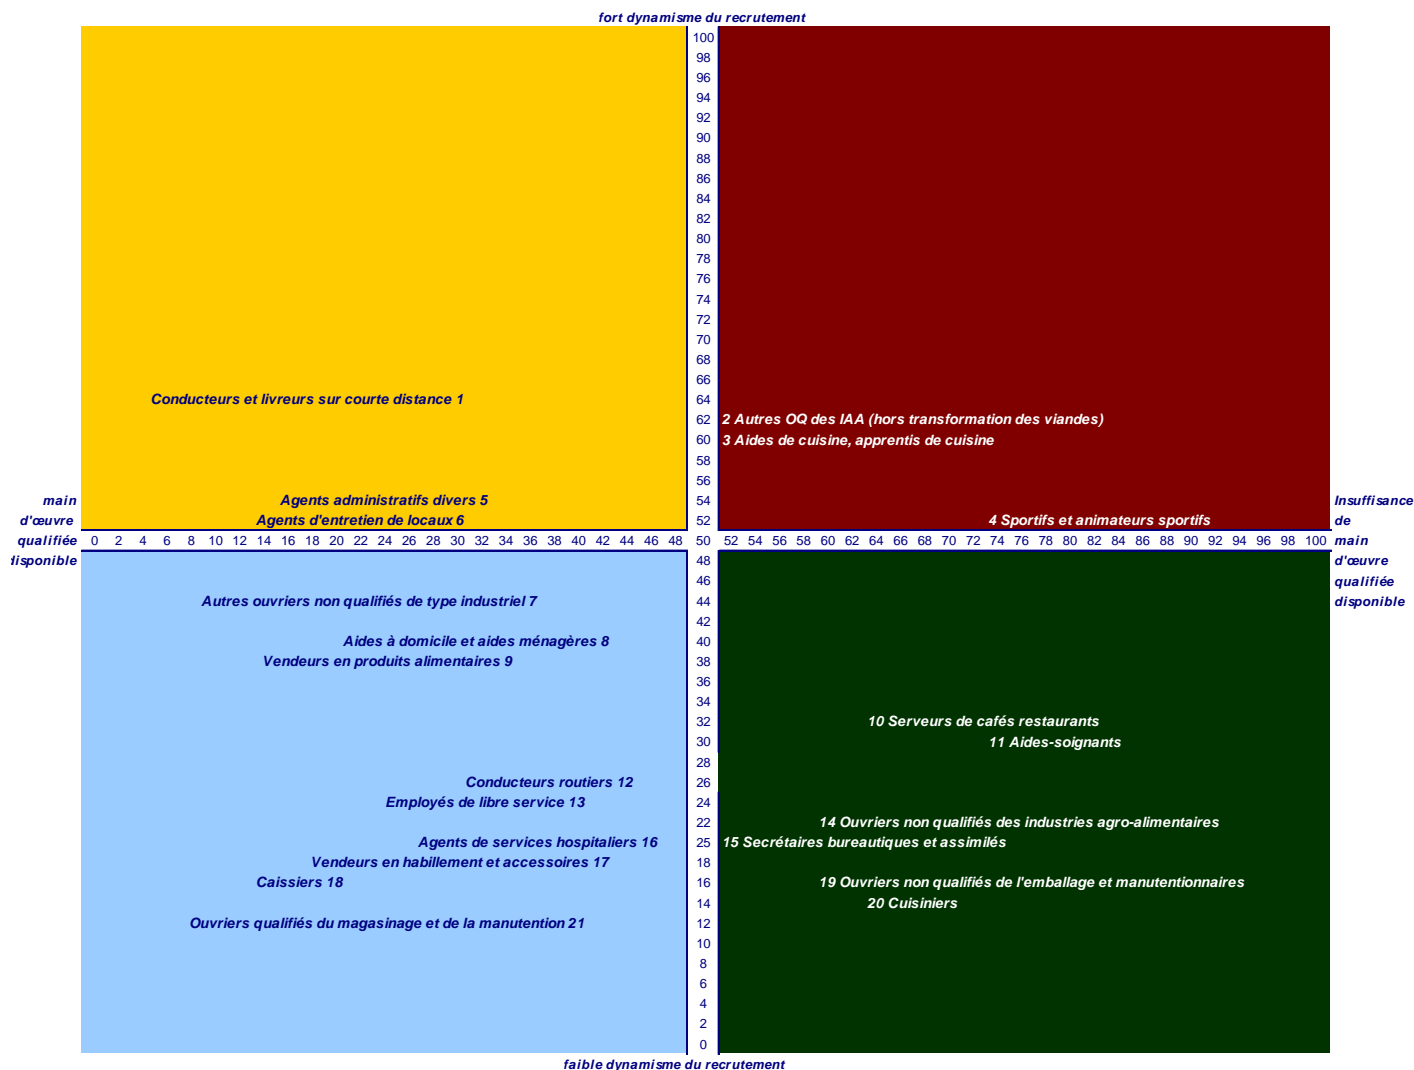 fort dynamisme du recrutement
100
98
96
94
92
90
88
86
84
82
80
78
76
74
72
70
68
66
Conducteurs et livreurs sur courte distance 1 64
62 2 Autres OQ des IAA (hors transformation des viandes)
60 3 Aides de cuisine, apprentis de cuisine
58
56
main Agents administratifs divers 5 54 Insuffisance
d'œuvre Agents d'entretien de locaux 6 52 4 Sportifs et animateurs sportifs de
qualifiée 0 2 4 6 8 10 12 14 16 18 20 22 24 26 28 30 32 34 36 38 40 42 44 46 48 50 52 54 56 58 60 62 64 66 68 70 72 74 76 78 80 82 84 86 88 90 92 94 96 98 100 main
disponible 48 d'œuvre
46 qualifiée
Autres ouvriers non qualifiés de type industriel 7 44 disponible
42
Aides à domicile et aides ménagères 8 40
Vendeurs en produits alimentaires 9 38
36
34
32 10 Serveurs de cafés restaurants
30 11 Aides-soignants
28
Conducteurs routiers 12 26
Employés de libre service 13 24
22 14 Ouvriers non qualifiés des industries agro-alimentaires
Agents de services hospitaliers 16 25 15 Secrétaires bureautiques et assimilés
Vendeurs en habillement et accessoires 17 18
Caissiers 18 16 19 Ouvriers non qualifiés de l'emballage et manutentionnaires
14 20 Cuisiniers
Ouvriers qualifiés du magasinage et de la manutention 21 12
10
8
6
4
2
0
faible dynamisme du recrutement